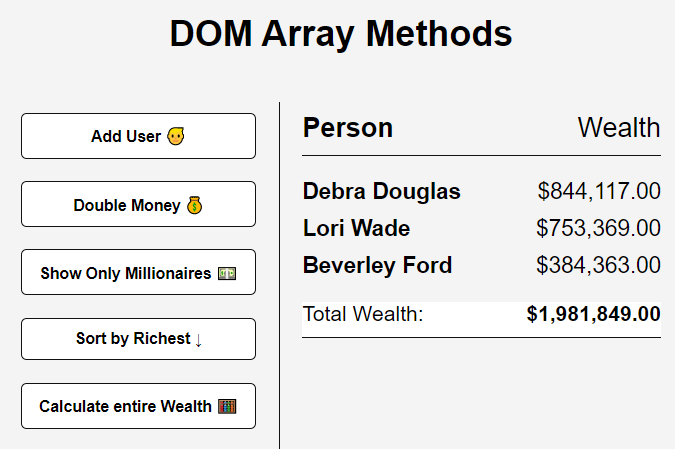 DOM Array Methods
Add User 👱
Double Money 💰
Show Only Millionaires 💵
Sort by Richest ↓
Calculate entire Wealth 🧮
Person Wealth
Debra Douglas $844,117.00
Lori Wade $753,369.00
Beverley Ford $384,363.00
Total Wealth: $1,981,849.00